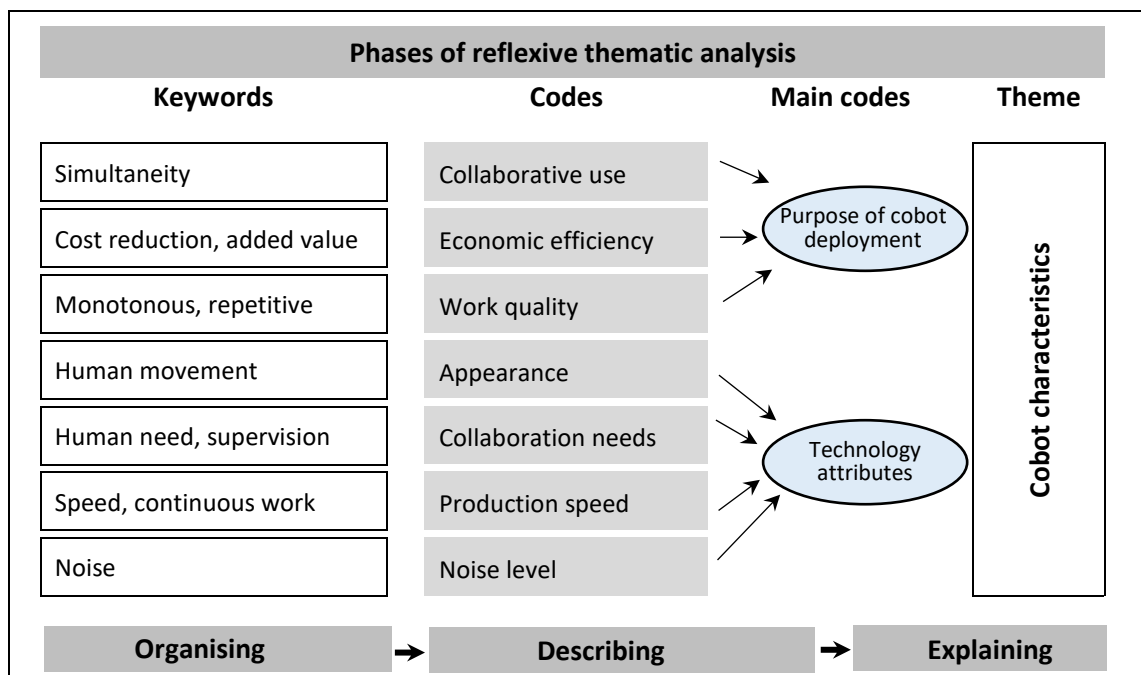 Phases of reflexive thematic analysis
Keywords
Codes
Main codes
Theme
Simultaneity
Collaborative use
Cost reduction, added value
Economic efficiency
Monotonous, repetitive
Work quality
Purpose of cobot
deployment
Human movement
Appearance
Human need, supervision
Collaboration needs
Speed, continuous work
Production speed
Noise
Noise level
Technology
attributes
Cobot characteristics
Organising
Describing
Explaining